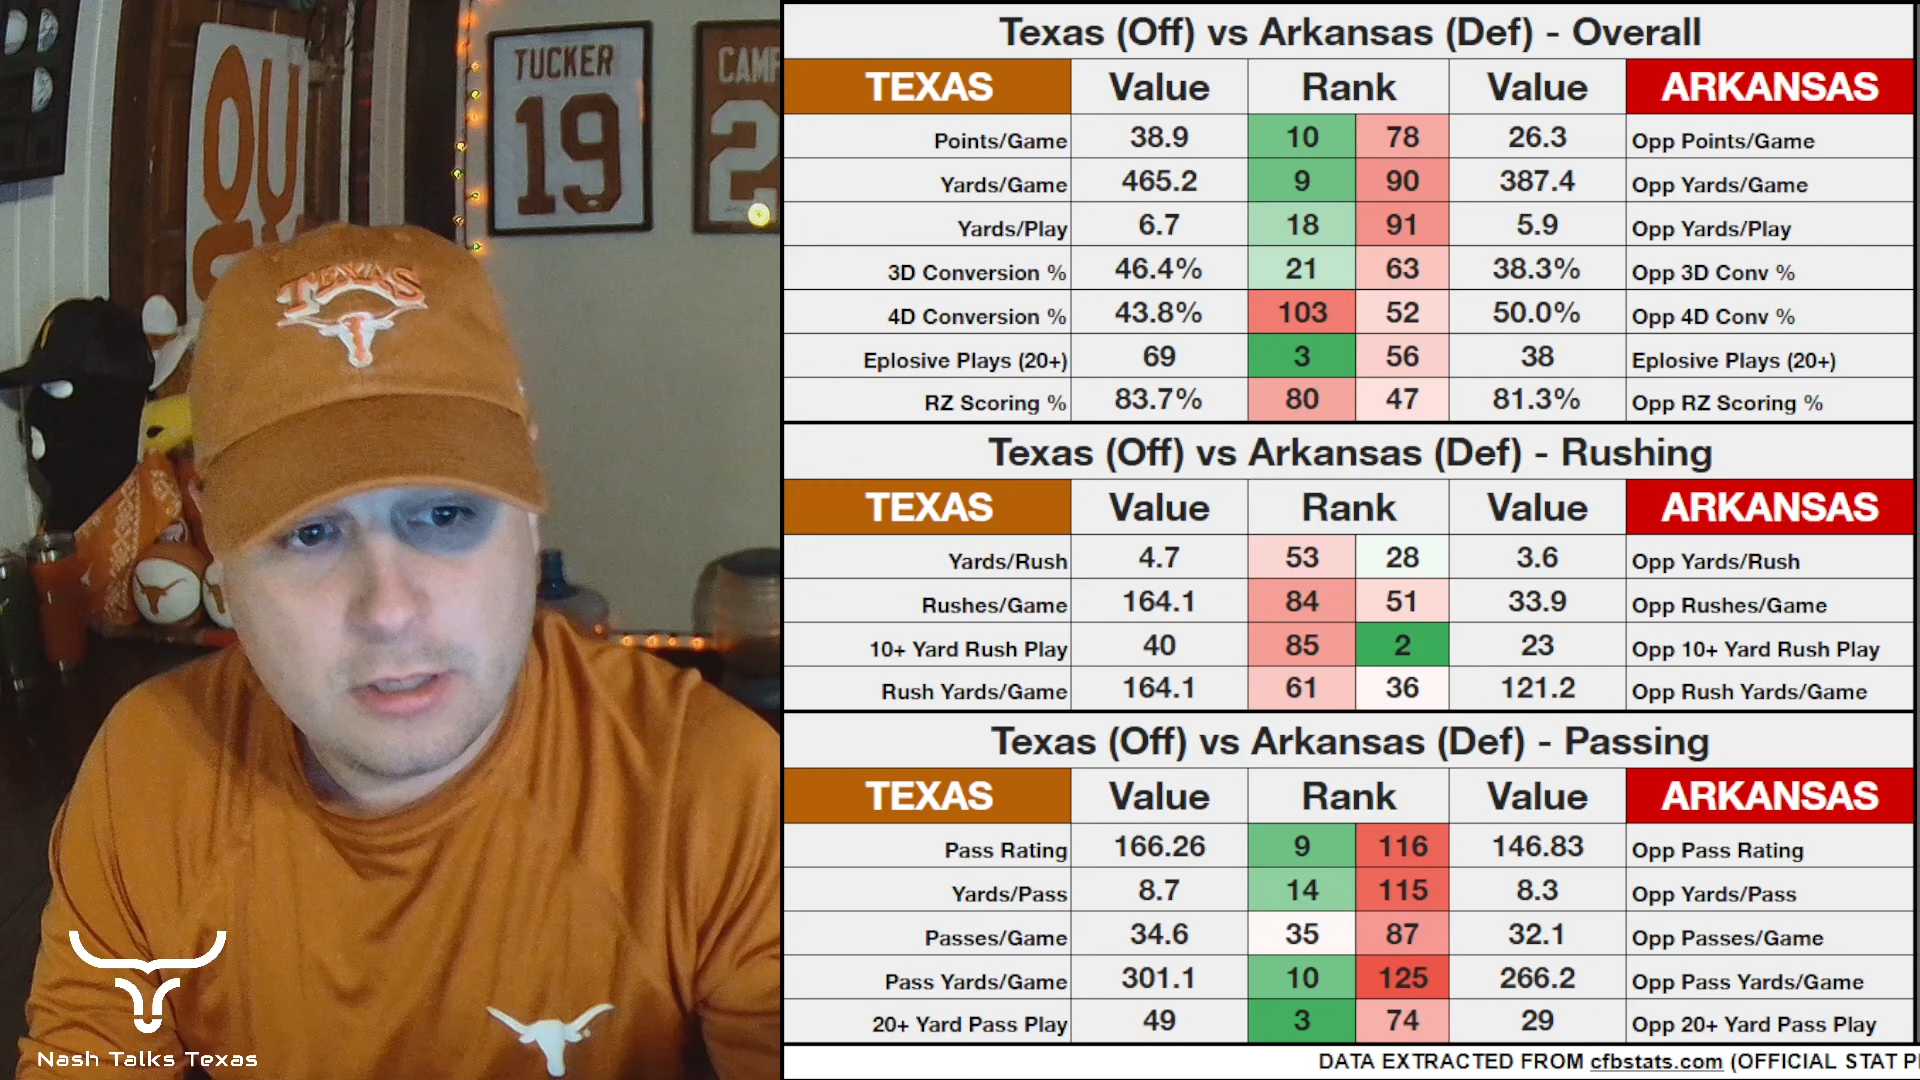 TUCKER
19
CAMP
2
OU
TEXAS
Nash Talks Texas
Texas (Off) vs Arkansas (Def) - Overall
TEXAS Value Rank Value ARKANSAS
Points/Game 38.9 10 78 26.3 Opp Points/Game
Yards/Game 465.2 9 90 387.4 Opp Yards/Game
Yards/Play 6.7 18 91 5.9 Opp Yards/Play
3D Conversion % 46.4% 21 63 38.3% Opp 3D Conv %
4D Conversion % 43.8% 103 52 50.0% Opp 4D Conv %
Eplosive Plays (20+) 69 3 56 38 Eplosive Plays (20+)
RZ Scoring % 83.7% 80 47 81.3% Opp RZ Scoring %
Texas (Off) vs Arkansas (Def) - Rushing
TEXAS Value Rank Value ARKANSAS
Yards/Rush 4.7 53 28 3.6 Opp Yards/Rush
Rushes/Game 164.1 84 51 33.9 Opp Rushes/Game
10+ Yard Rush Play 40 85 2 23 Opp 10+ Yard Rush Play
Rush Yards/Game 164.1 61 36 121.2 Opp Rush Yards/Game
Texas (Off) vs Arkansas (Def) - Passing
TEXAS Value Rank Value ARKANSAS
Pass Rating 166.26 9 116 146.83 Opp Pass Rating
Yards/Pass 8.7 14 115 8.3 Opp Yards/Pass
Passes/Game 34.6 35 87 32.1 Opp Passes/Game
Pass Yards/Game 301.1 10 125 266.2 Opp Pass Yards/Game
20+ Yard Pass Play 49 3 74 29 Opp 20+ Yard Pass Play
DATA EXTRACTED FROM cfbstats.com (OFFICIAL STAT